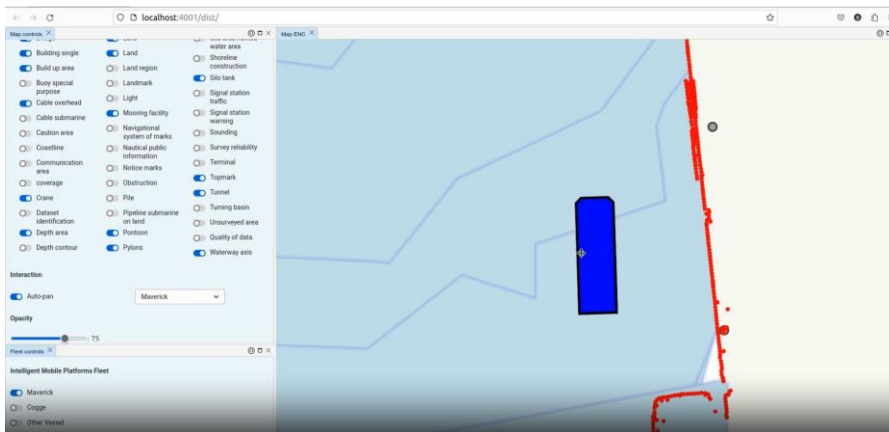 localhost:4001/dist/
Map controls
Map ENC
Land
water area
Building single
Land
Shoreline
construction
Build up area
Land region
Silo tank
Buoy special
purpose
Landmark
Signal station
traffic
Cable overhead
Light
Signal station
warning
Cable submarine
Mooring facility
Sounding
Caution area
Navigational
system of marks
Survey reliability
Coastline
Nautical public
information
Terminal
Communication
area
Notice marks
Topmark
coverage
Obstruction
Tunnel
Crane
Pile
Turning basin
Dataset
identification
Pipeline submarine
on land
Unsurveyed area
Depth area
Pontoon
Quality of data
Depth contour
Pylons
Waterway axis
Interaction
Auto-pan
Maverick
Opacity
75
Fleet controls
Intelligent Mobile Platforms Fleet
Maverick
Cogge
Other Vessel